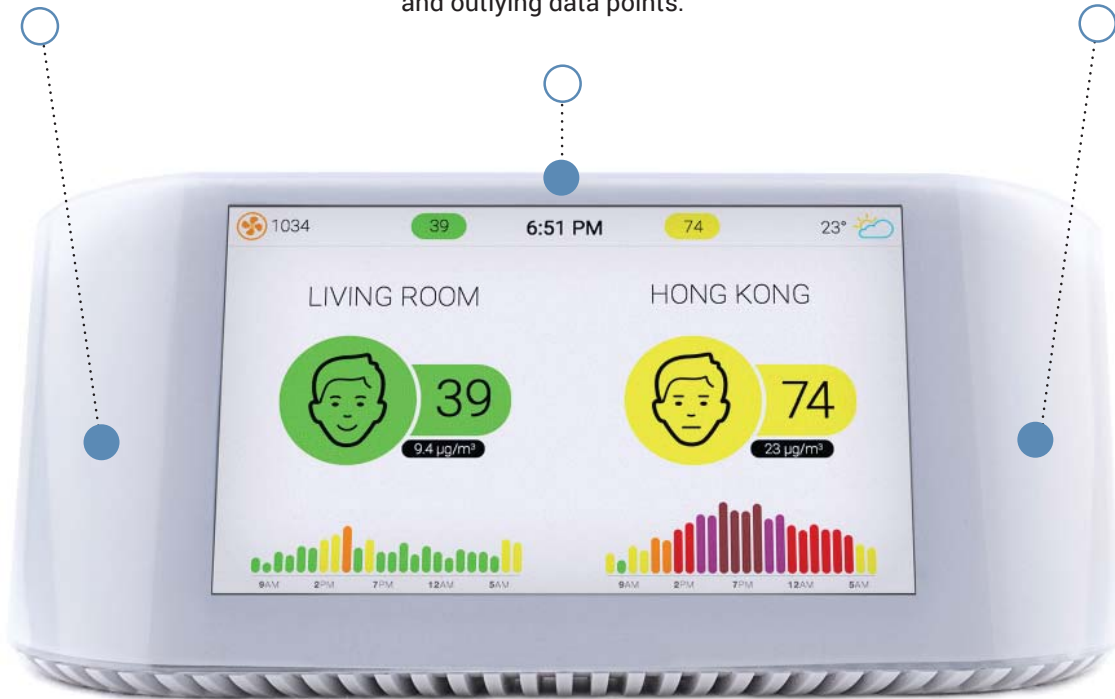 and outlying data points.
1034 39 6:51 PM 74 23°
LIVING ROOM HONG KONG
39 74
9.4 µg/m³ 23 µg/m³
9AM 2PM 7PM 12AM 5AM 9AM 2PM 7PM 12AM 5AM